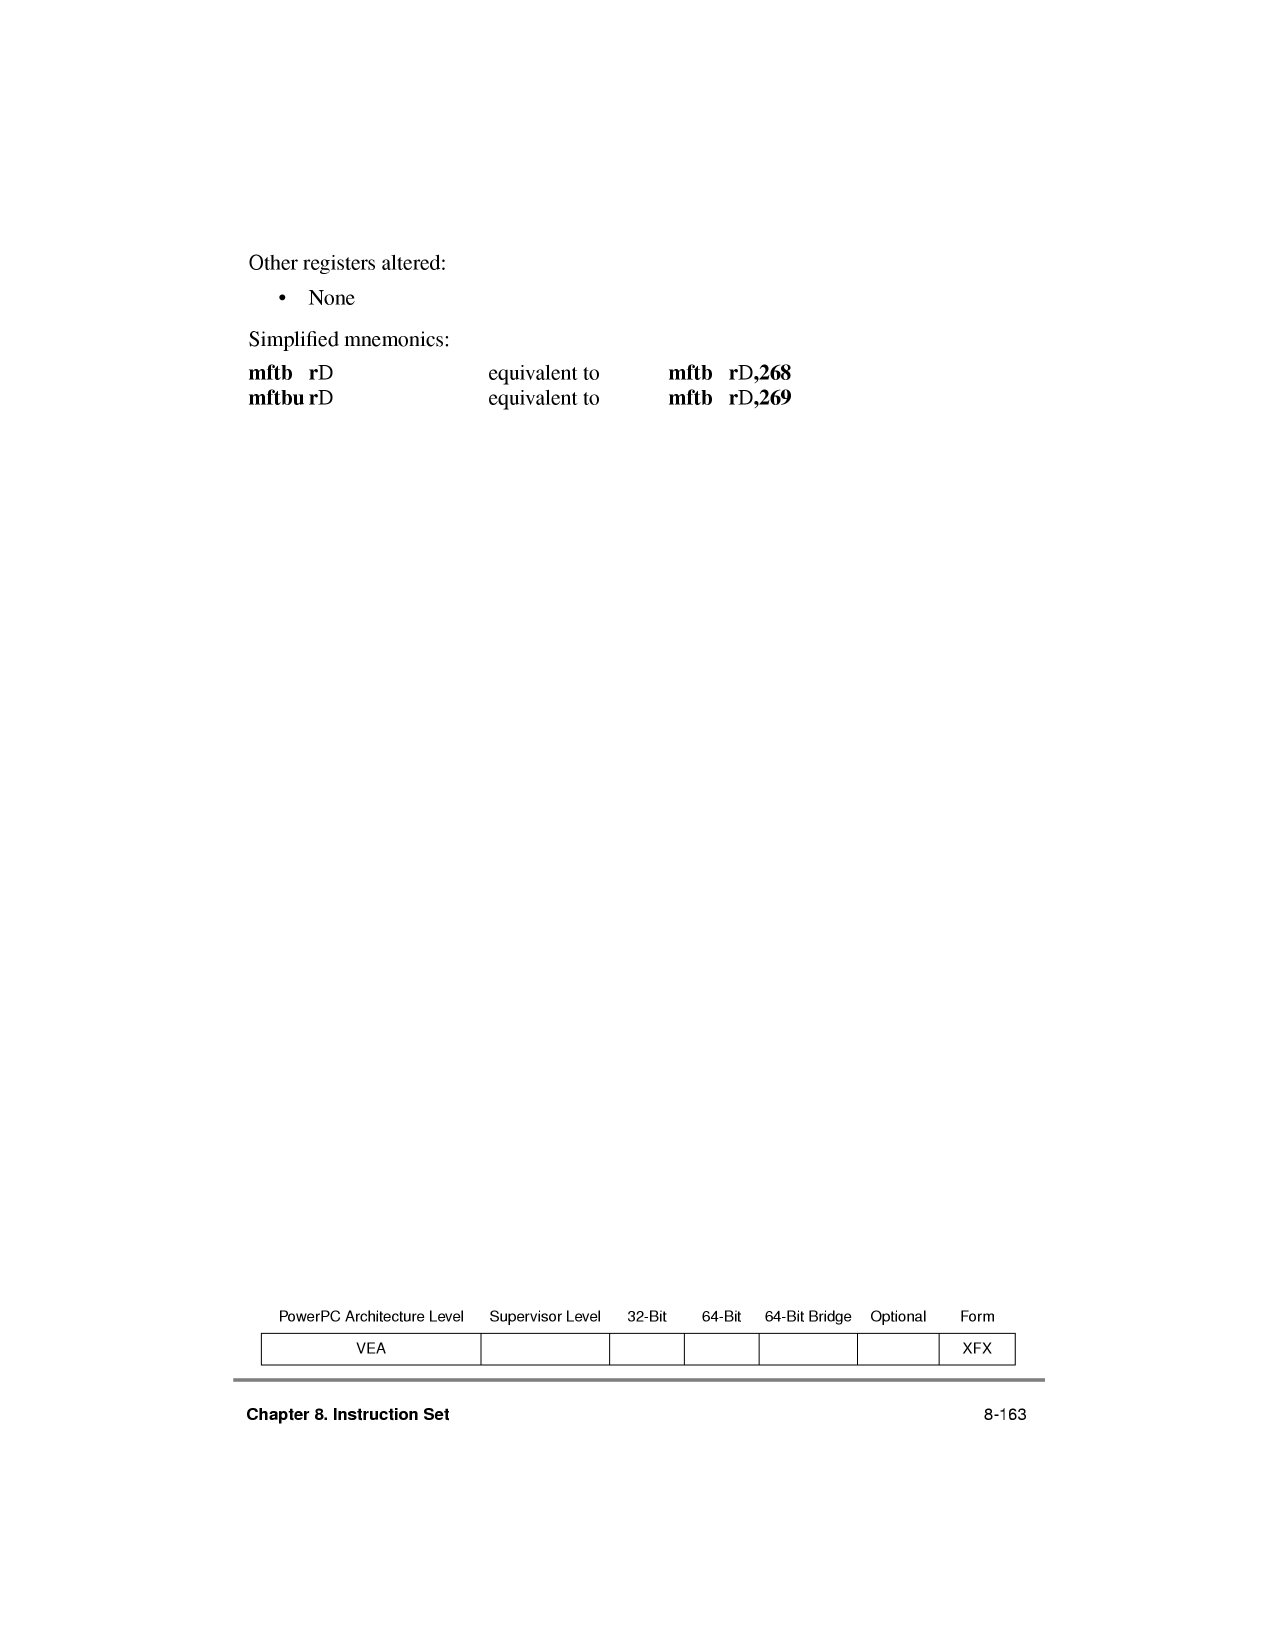 Other registers altered:
• None
Simplified mnemonics:
mftb rD equivalent to mftb rD,268
mftbu rD equivalent to mftb rD,269
PowerPC Architecture Level Supervisor Level 32-Bit 64-Bit 64-Bit Bridge Optional Form
VEA XFX
Chapter 8. Instruction Set 8-163